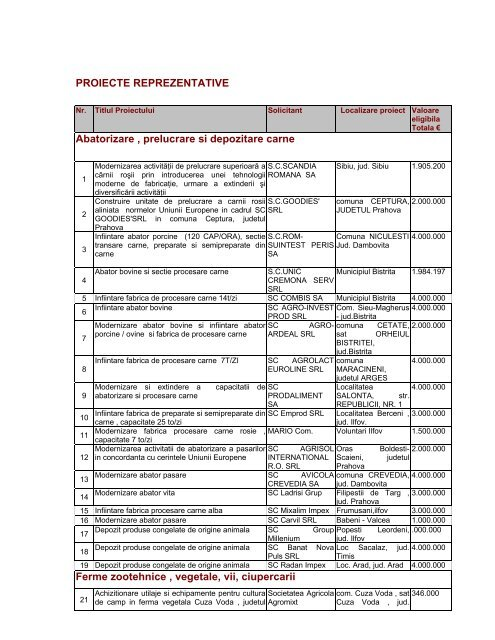 PROIECTE REPREZENTATIVE
Nr. Titlul Proiectului Solicitant Localizare proiect Valoare eligibila Totala €
Abatorizare , prelucrare si depozitare carne
1 Modernizarea activității de prelucrare superioară a cărnii roşii prin introducerea unei tehnologii moderne de fabricaţie, urmare a extinderii şi diversificării activităţii S.C.SCANDIA ROMANA SA Sibiu, jud. Sibiu 1.905.200
2 Construire unitate de prelucrare a carnii rosii aliniata normelor Uniunii Europene in cadrul SC GOODIES'SRL in comuna Ceptura, judetul Prahova S.C.GOODIES' SRL comuna CEPTURA, JUDETUL Prahova 2.000.000
3 Infiintare abator porcine (120 CAP/ORA), sectie transare carne, preparate si semipreparate din carne S.C.ROM-SUINTEST PERIS SA Comuna NICULESTI Jud. Dambovita 4.000.000
4 Abator bovine si sectie procesare carne S.C.UNIC CREMONA SERV SRL Municipiul Bistrita 1.984.197
5 Infiintare fabrica de procesare carne 14t/zi SC COMBIS SA Municipiul Bistrita 4.000.000
6 Infiintare abator bovine SC AGRO-INVEST PROD SRL Com. Sieu-Magherus - jud.Bistrita 4.000.000
7 Modernizare abator bovine si infiintare abator porcine / ovine si fabrica de procesare carne SC AGRO-ARDEAL SRL comuna CETATE, sat ORHEIUL BISTRITEI, jud.Bistrita 2.000.000
8 Infiintare fabrica de procesare carne 7T/ZI SC AGROLACT EUROLINE SRL comuna MARACINENI, judetul ARGES 4.000.000
9 Modernizare si extindere a capacitatii de abatorizare si procesare carne SC PRODALIMENT SA Localitatea SALONTA, str. REPUBLICII, NR. 1 4.000.000
10 Infiintare fabrica de preparate si semipreparate din carne , capacitate 25 to/zi SC Emprod SRL Localitatea Berceni , jud. Ilfov. 3.000.000
11 Modernizare fabrica procesare carne rosie , capacitate 7 to/zi MARIO Com. Voluntari Ilfov 1.500.000
12 Modernizarea activitatii de abatorizare a pasarilor in concordanta cu cerintele Uniunii Europene SC AGRISOL INTERNATIONAL R.O. SRL Oras Boldesti-Scaieni, judetul Prahova 2.000.000
13 Modernizare abator pasare SC AVICOLA CREVEDIA SA comuna CREVEDIA, jud. Dambovita 4.000.000
14 Modernizare abator vita SC Ladrisi Grup Filipestii de Targ , jud. Prahova 3.000.000
15 Infiintare fabrica procesare carne alba SC Mixalim Impex Frumusani,ilfov 3.000.000
16 Modernizare abator pasare SC Carvil SRL Babeni - Valcea 1.000.000
17 Depozit produse congelate de origine animala SC Group Millenium Popesti Leordeni, jud. Ilfov .000.000
18 Depozit produse congelate de origine animala SC Banat Nova Puls SRL Loc Sacalaz, jud. Timis 4.000.000
19 Depozit produse congelate de origine animala SC Radan Impex Loc. Arad, jud. Arad 4.000.000
Ferme zootehnice , vegetale, vii, ciupercarii
21 Achizitionare utilaje si echipamente pentru cultura de camp in ferma vegetala Cuza Voda , judetul Societatea Agricola Agromixt com. Cuza Voda , sat Cuza Voda , jud. 346.000